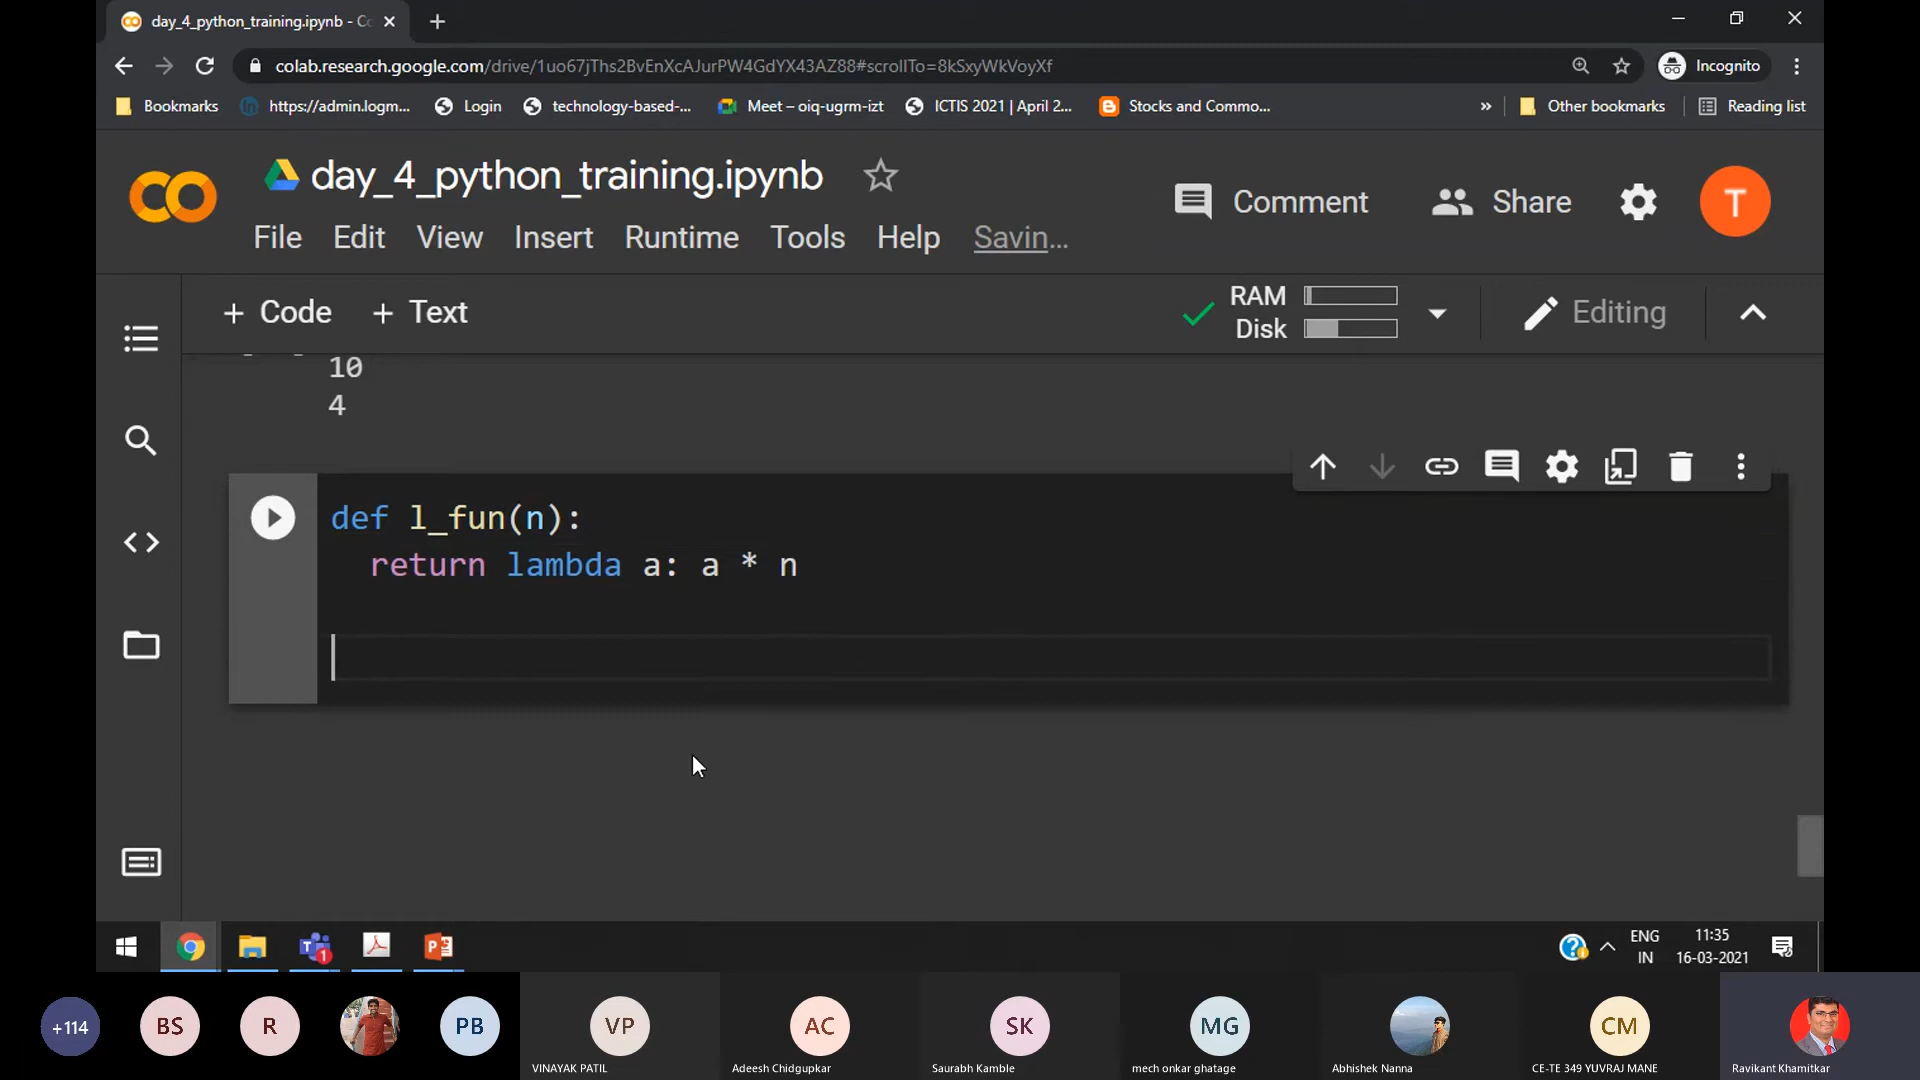 day_4_python_training.ipynb - Co
colab.research.google.com/drive/1uo67jThs2BvEnXcAJurPW4GdYX43AZ88#scrollTo=8kSxyWkVoyXf
Incognito
Bookmarks
https://admin.logm...
Login
technology-based-...
Meet – oiq-ugrm-izt
ICTIS 2021 | April 2...
Stocks and Commo...
»
Other bookmarks
Reading list
CO
day_4_python_training.ipynb
Comment
Share
T
File Edit View Insert Runtime Tools Help Savin...
+ Code + Text
RAM
Disk
Editing
10
4
def l_fun(n):
return lambda a: a * n
ENG
IN
11:35
16-03-2021
+114
BS
R
PB
VP
VINAYAK PATIL
AC
Adeesh Chidgupkar
SK
Saurabh Kamble
MG
mech onkar ghatage
Abhishek Nanna
CM
CE-TE 349 YUVRAJ MANE
Ravikant Khamitkar